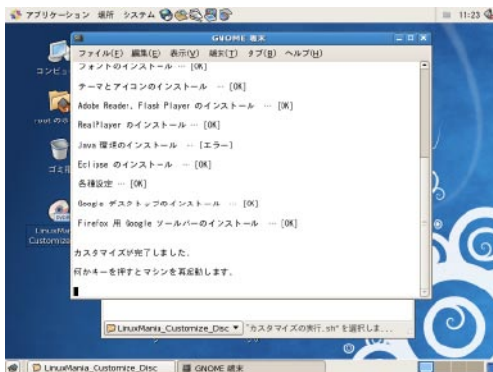 アプリケーション 場所 システム
11:23
GNOME 端末
ファイル(F) 編集(E) 表示(V) 端末(T) タブ(B) ヘルプ(H)
フォントのインストール … [OK]
テーマとアイコンのインストール … [OK]
Adobe Reader、Flash Player のインストール … [OK]
RealPlayer のインストール … [OK]
Java 環境のインストール … [エラー]
Eclipse のインストール … [OK]
各種設定 … [OK]
Google デスクトップのインストール … [OK]
Firefox 用 Google ツールバーのインストール … [OK]
カスタマイズが完了しました.
何かキーを押すとマシンを再起動します.
コンピュ
root のホ
ゴミ箱
LinuxMa
Customize
LinuxMania_Customize_Disc
"カスタマイズの実行.sh" を選択しま...
LinuxMania_Customize_Disc
GNOME 端末